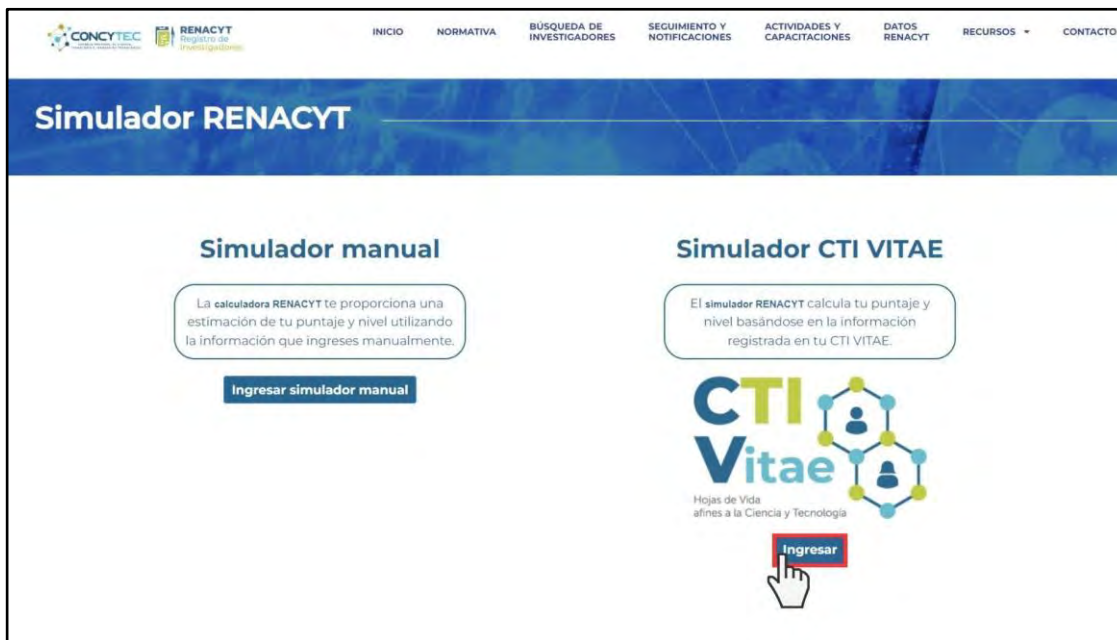 CONCYTEC
RENACYT
Registro de
Investigadores
INICIO
NORMATIVA
BÚSQUEDA DE
INVESTIGADORES
SEGUIMIENTO Y
NOTIFICACIONES
ACTIVIDADES Y
CAPACITACIONES
DATOS
RENACYT
RECURSOS
CONTACTO
Simulador RENACYT
Simulador manual
La calculadora RENACYT te proporciona una
estimación de tu puntaje y nivel utilizando
la información que ingreses manualmente.
Ingresar simulador manual
Simulador CTI VITAE
El simulador RENACYT calcula tu puntaje y
nivel basándose en la información
registrada en tu CTI VITAE.
CTI
Vitae
Hojas de Vida
afines a la Ciencia y Tecnología
Ingresar